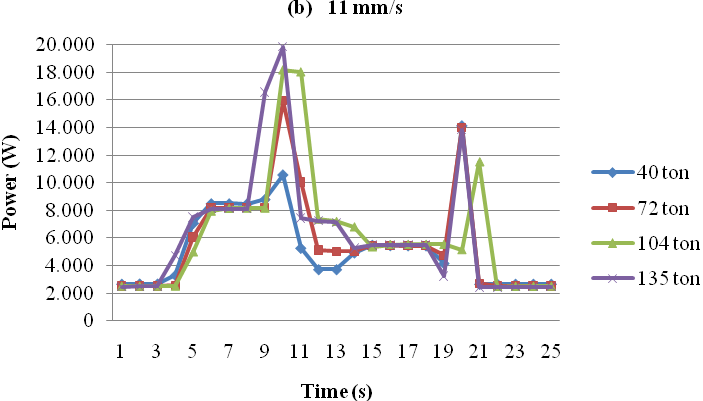 (b) 11 mm/s
Power (W)
20.000
18.000
16.000
14.000
12.000
10.000
8.000
6.000
4.000
2.000
0
1 3 5 7 9 11 13 15 17 19 21 23 25
Time (s)
40 ton
72 ton
104 ton
135 ton